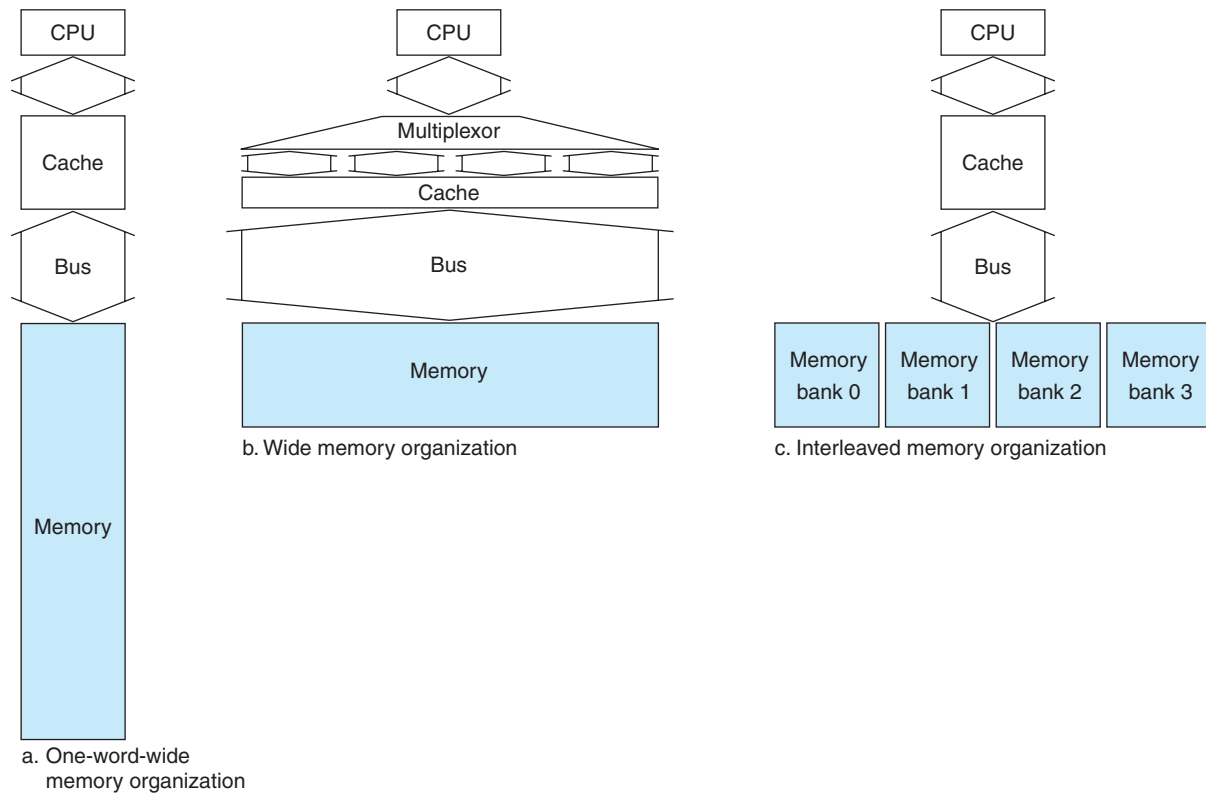 CPU
Cache
Bus
Memory
a. One-word-wide
memory organization
CPU
Multiplexor
Cache
Bus
Memory
b. Wide memory organization
CPU
Cache
Bus
Memory
bank 0
Memory
bank 1
Memory
bank 2
Memory
bank 3
c. Interleaved memory organization